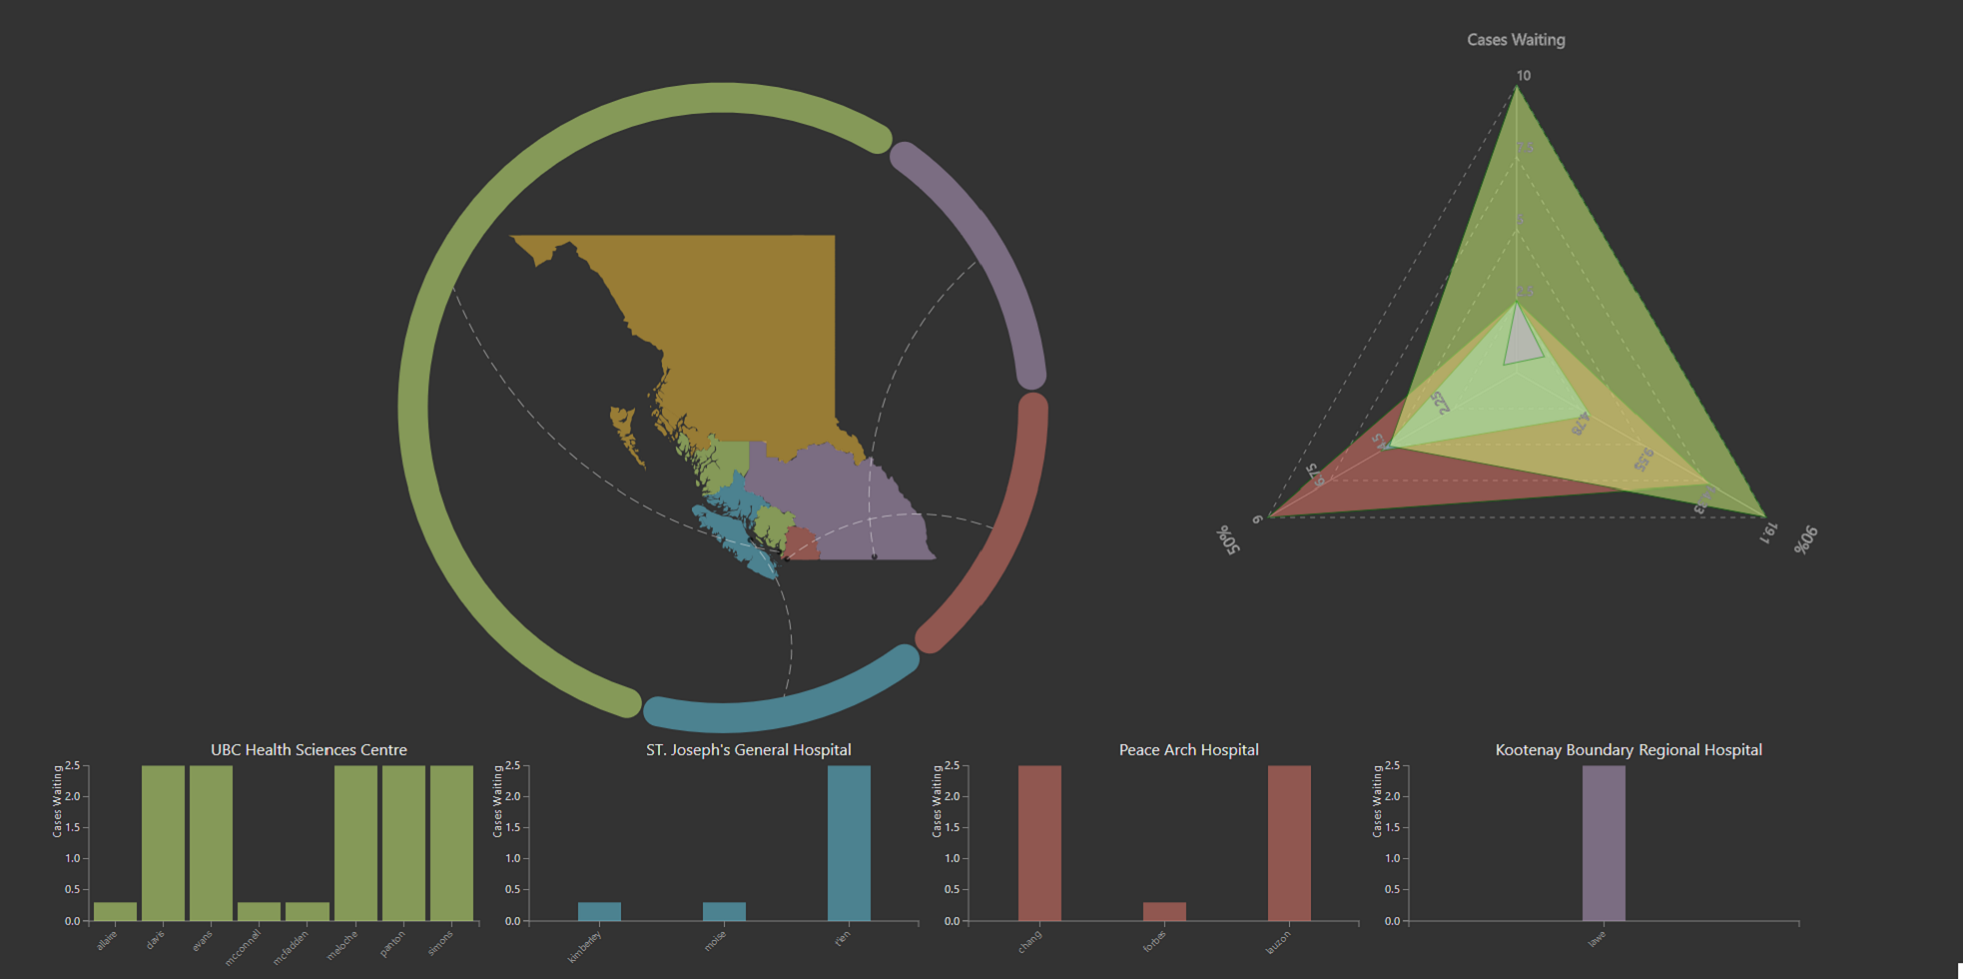 Cases Waiting
10
2.25
4.5
6.75
9
50%
4.78
9.55
19.1
90%
UBC Health Sciences Centre
Cases Waiting
2.5
2.0
1.5
1.0
0.5
0.0
allaire
davis
evans
mcconnell
mcfadden
meloche
panton
simons
ST. Joseph's General Hospital
Cases Waiting
2.5
2.0
1.5
1.0
0.5
0.0
kimberley
moise
tien
Peace Arch Hospital
Cases Waiting
2.5
2.0
1.5
1.0
0.5
0.0
chang
forbes
lauzon
Kootenay Boundary Regional Hospital
Cases Waiting
2.5
2.0
1.5
1.0
0.5
0.0
lawe